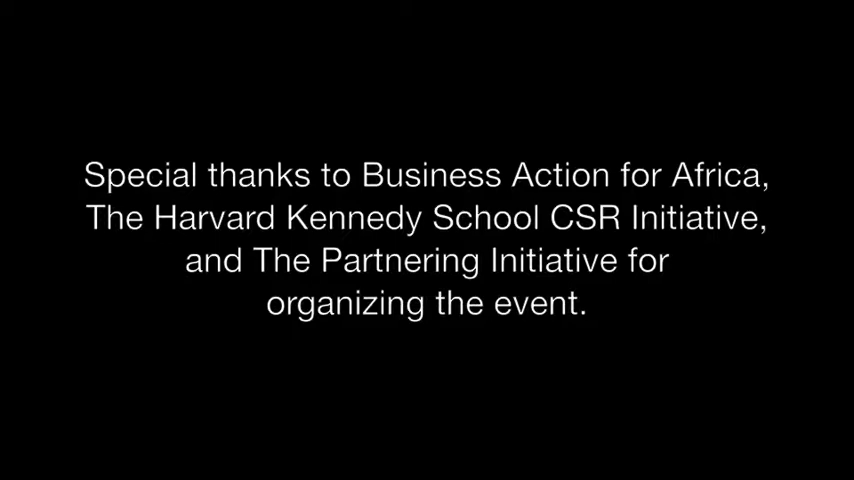 Special thanks to Business Action for Africa,
The Harvard Kennedy School CSR Initiative,
and The Partnering Initiative for
organizing the event.